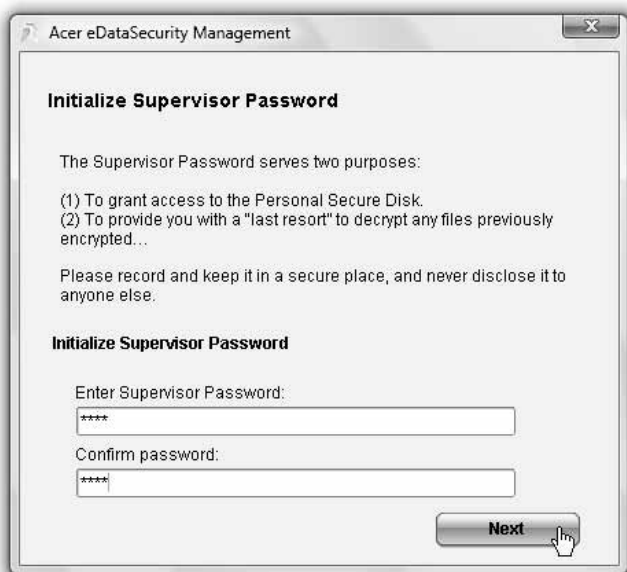 Acer eDataSecurity Management
Initialize Supervisor Password
The Supervisor Password serves two purposes:
(1) To grant access to the Personal Secure Disk.
(2) To provide you with a "last resort" to decrypt any files previously
encrypted...
Please record and keep it in a secure place, and never disclose it to
anyone else.
Initialize Supervisor Password
Enter Supervisor Password:
****
Confirm password:
****
Next